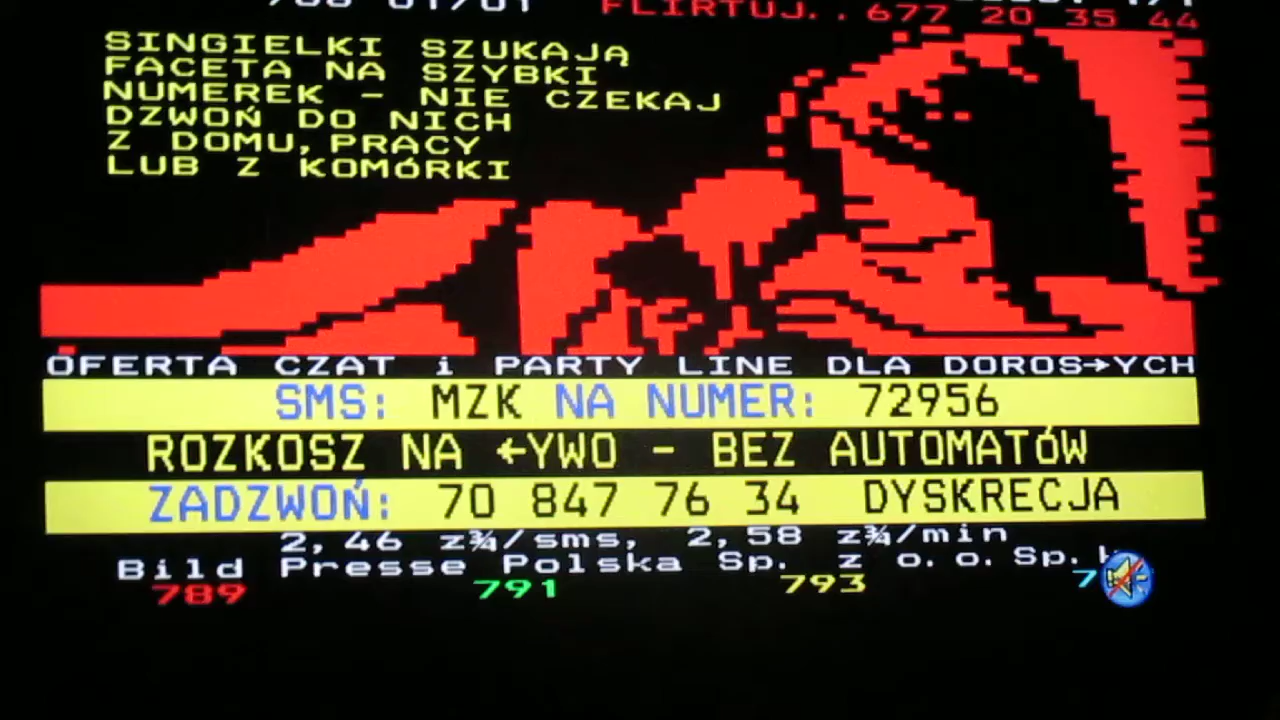 FLIRTUJ.. 677 20 35 44
SINGIELKI SZUKAJĄ
FACETA NA SZYBKI
NUMEREK - NIE CZEKAJ
DZWOŃ DO NICH
Z DOMU,PRACY
LUB Z KOMÓRKI
OFERTA CZAT i PARTY LINE DLA DOROS→YCH
SMS: MZK NA NUMER: 72956
ROZKOSZ NA ←YWO - BEZ AUTOMATÓW
ZADZWOŃ: 70 847 76 34 DYSKRECJA
2,46 z¾/sms, 2,58 z¾/min
Bild Presse Polska Sp. z o.o. Sp.
789 791 793